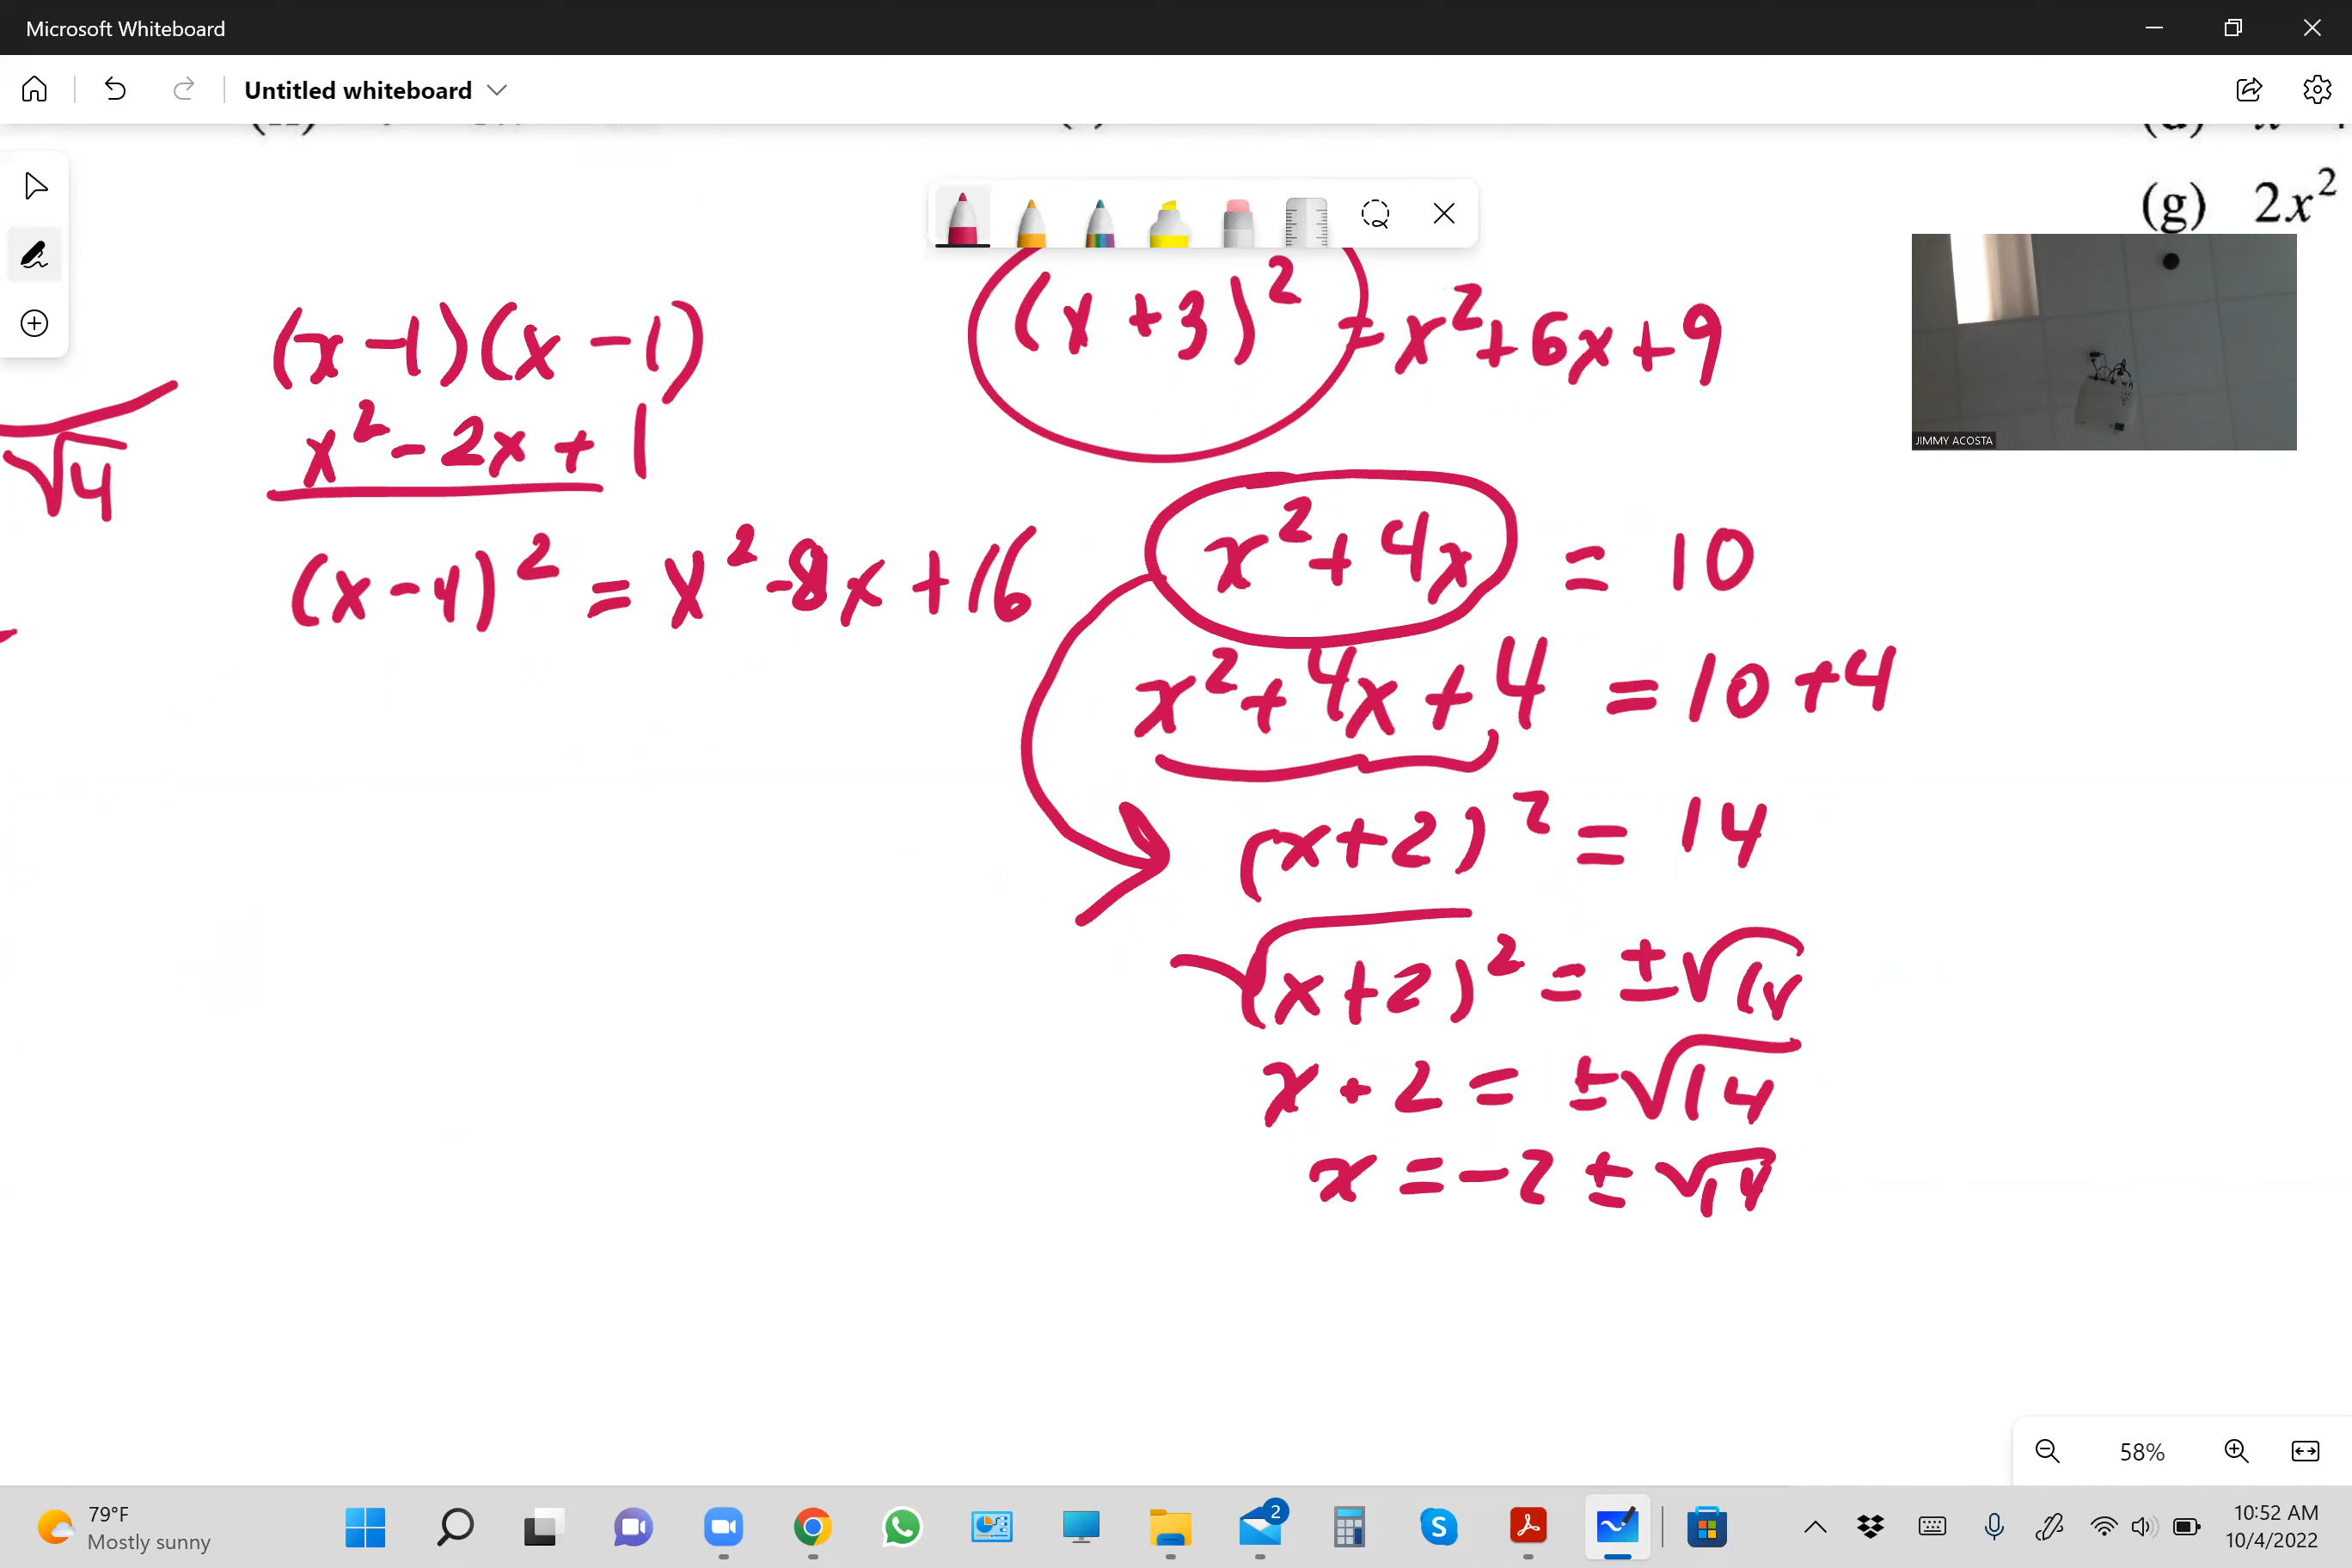 Microsoft Whiteboard
Untitled whiteboard
(g) 2x²
(x-1)(x-1)
x² - 2x + 1
√4
(x-4)² = x² -8x +16
(x+3)² = x²+6x+9
x²+4x = 10
x²+4x+4 = 10+4
(x+2)² = 14
√(x+2)² = ±√14
x+2 = ±√14
x = -2 ± √14
JIMMY ACOSTA
58%
79°F
Mostly sunny
2
10:52 AM
10/4/2022